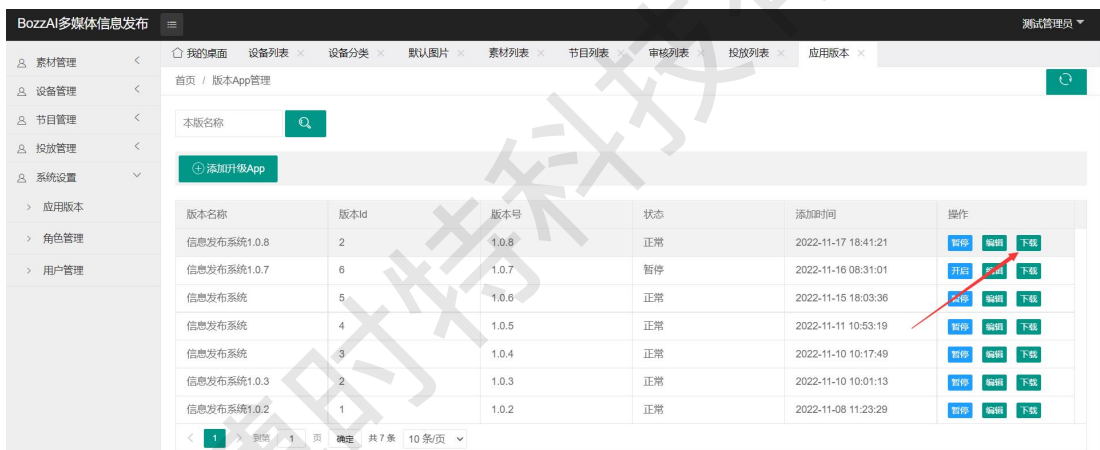 BozzAI多媒体信息发布 测试管理员
素材管理
设备管理
节目管理
投放管理
系统设置
应用版本
角色管理
用户管理
我的桌面 设备列表 设备分类 默认图片 素材列表 节目列表 审核列表 投放列表 应用版本
首页 / 版本App管理
本版名称
添加升级App
版本名称 版本Id 版本号 状态 添加时间 操作
信息发布系统1.0.8 2 1.0.8 正常 2022-11-17 18:41:21 暂停 编辑 下载
信息发布系统1.0.7 6 1.0.7 暂停 2022-11-16 08:31:01 开启 编辑 下载
信息发布系统 5 1.0.6 正常 2022-11-15 18:03:36 暂停 编辑 下载
信息发布系统 4 1.0.5 正常 2022-11-11 10:53:19 暂停 编辑 下载
信息发布系统 3 1.0.4 正常 2022-11-10 10:17:49 暂停 编辑 下载
信息发布系统1.0.3 2 1.0.3 正常 2022-11-10 10:01:13 暂停 编辑 下载
信息发布系统1.0.2 1 1.0.2 正常 2022-11-08 11:23:29 暂停 编辑 下载
1 到第 1 页 确定 共 7 条 10 条/页
时特科技